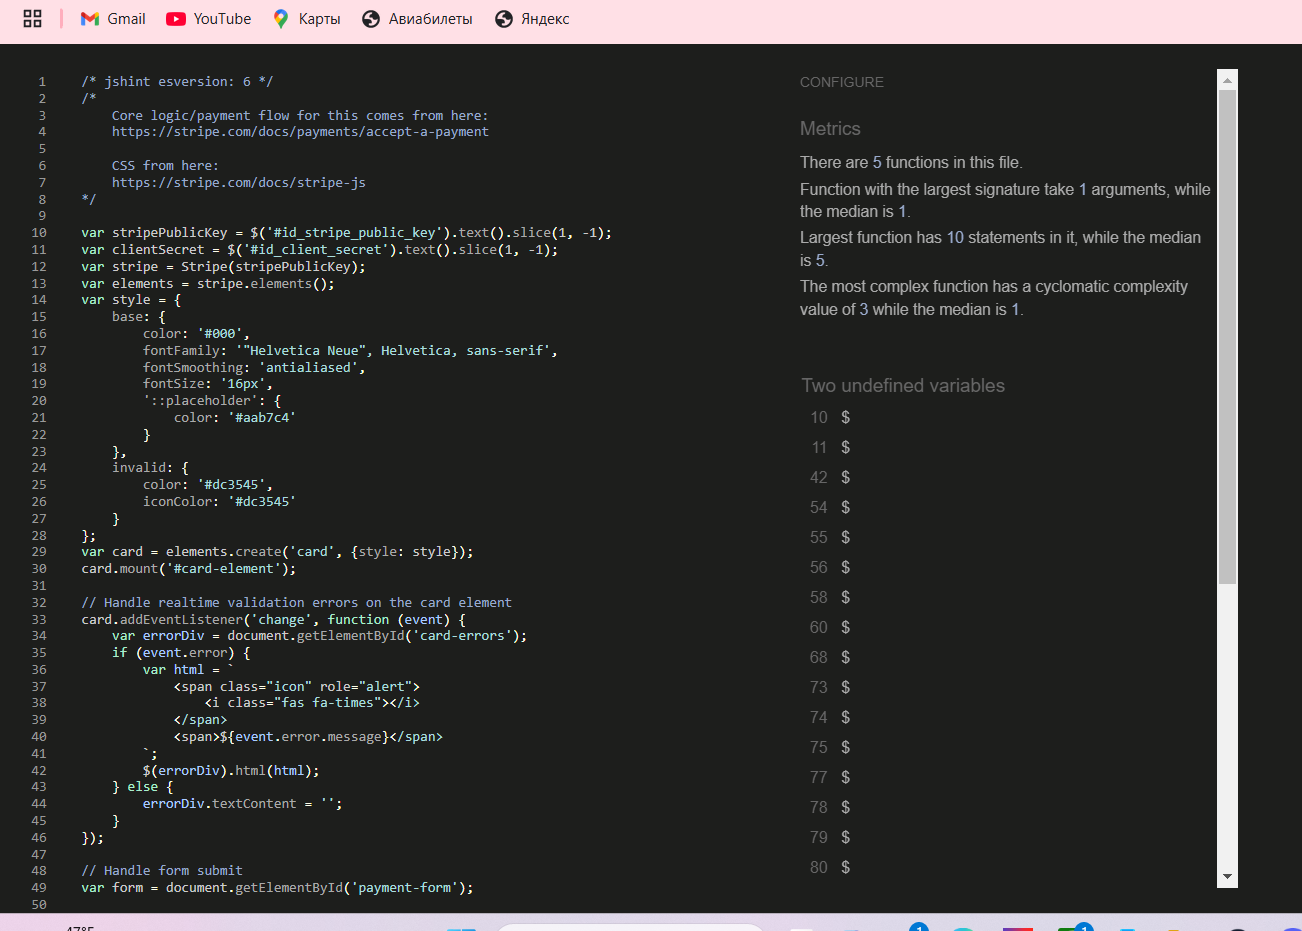 Gmail YouTube Карты Авиабилеты Яндекс
1 /* jshint esversion: 6 */
2 /*
3 Core logic/payment flow for this comes from here:
4 https://stripe.com/docs/payments/accept-a-payment
5
6 CSS from here:
7 https://stripe.com/docs/stripe-js
8 */
9
10 var stripePublicKey = $('#id_stripe_public_key').text().slice(1, -1);
11 var clientSecret = $('#id_client_secret').text().slice(1, -1);
12 var stripe = Stripe(stripePublicKey);
13 var elements = stripe.elements();
14 var style = {
15 base: {
16 color: '#000',
17 fontFamily: '"Helvetica Neue", Helvetica, sans-serif',
18 fontSmoothing: 'antialiased',
19 fontSize: '16px',
20 '::placeholder': {
21 color: '#aab7c4'
22 }
23 },
24 invalid: {
25 color: '#dc3545',
26 iconColor: '#dc3545'
27 }
28 };
29 var card = elements.create('card', {style: style});
30 card.mount('#card-element');
31
32 // Handle realtime validation errors on the card element
33 card.addEventListener('change', function (event) {
34 var errorDiv = document.getElementById('card-errors');
35 if (event.error) {
36 var html = `
37 <span class="icon" role="alert">
38 <i class="fas fa-times"></i>
39 </span>
40 <span>${event.error.message}</span>
41 `;
42 $(errorDiv).html(html);
43 } else {
44 errorDiv.textContent = '';
45 }
46 });
47
48 // Handle form submit
49 var form = document.getElementById('payment-form');
50
CONFIGURE
Metrics
There are 5 functions in this file.
Function with the largest signature take 1 arguments, while
the median is 1.
Largest function has 10 statements in it, while the median
is 5.
The most complex function has a cyclomatic complexity
value of 3 while the median is 1.
Two undefined variables
10 $
11 $
42 $
54 $
55 $
56 $
58 $
60 $
68 $
73 $
74 $
75 $
77 $
78 $
79 $
80 $
47°F
1 1